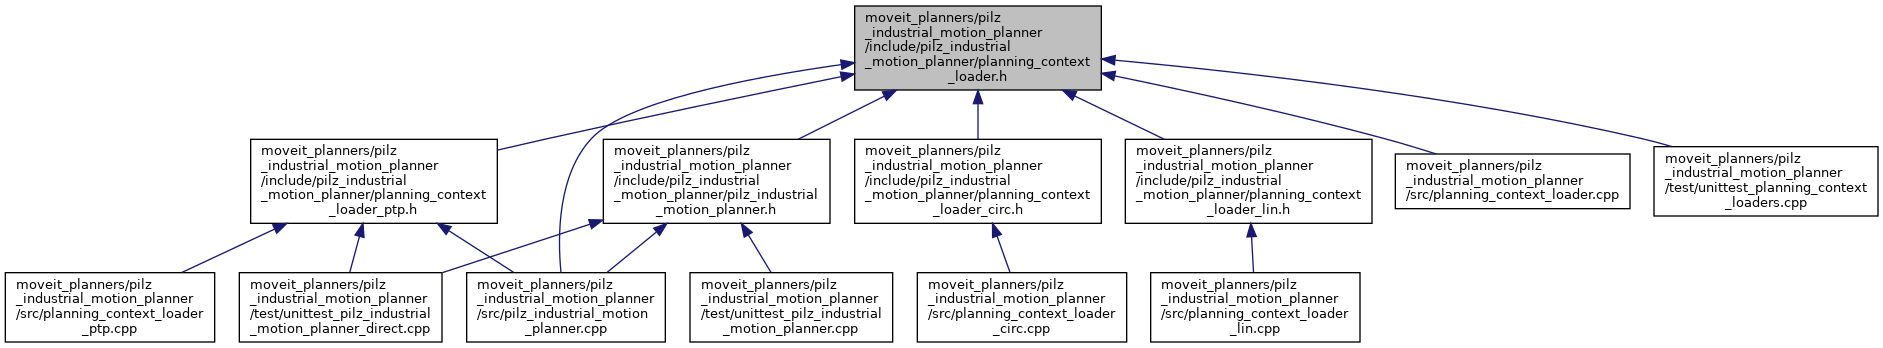 moveit_planners/pilz
_industrial_motion_planner
/include/pilz_industrial
_motion_planner/planning_context
_loader.h
moveit_planners/pilz
_industrial_motion_planner
/include/pilz_industrial
_motion_planner/planning_context
_loader_ptp.h
moveit_planners/pilz
_industrial_motion_planner
/include/pilz_industrial
_motion_planner/pilz_industrial
_motion_planner.h
moveit_planners/pilz
_industrial_motion_planner
/include/pilz_industrial
_motion_planner/planning_context
_loader_circ.h
moveit_planners/pilz
_industrial_motion_planner
/include/pilz_industrial
_motion_planner/planning_context
_loader_lin.h
moveit_planners/pilz
_industrial_motion_planner
/src/planning_context_loader.cpp
moveit_planners/pilz
_industrial_motion_planner
/test/unittest_planning_context
_loaders.cpp
moveit_planners/pilz
_industrial_motion_planner
/src/planning_context_loader
_ptp.cpp
moveit_planners/pilz
_industrial_motion_planner
/test/unittest_pilz_industrial
_motion_planner_direct.cpp
moveit_planners/pilz
_industrial_motion_planner
/src/pilz_industrial_motion
_planner.cpp
moveit_planners/pilz
_industrial_motion_planner
/test/unittest_pilz_industrial
_motion_planner.cpp
moveit_planners/pilz
_industrial_motion_planner
/src/planning_context_loader
_circ.cpp
moveit_planners/pilz
_industrial_motion_planner
/src/planning_context_loader
_lin.cpp